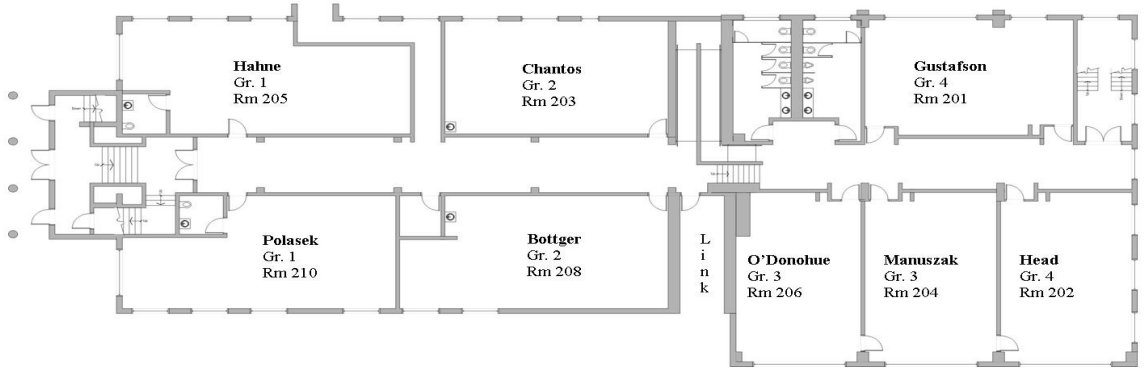 Hahne
Gr. 1
Rm 205
Chantos
Gr. 2
Rm 203
Gustafson
Gr. 4
Rm 201
Polasek
Gr. 1
Rm 210
Bottger
Gr. 2
Rm 208
L
i
n
k
O'Donohue
Gr. 3
Rm 206
Manuszak
Gr. 3
Rm 204
Head
Gr. 4
Rm 202